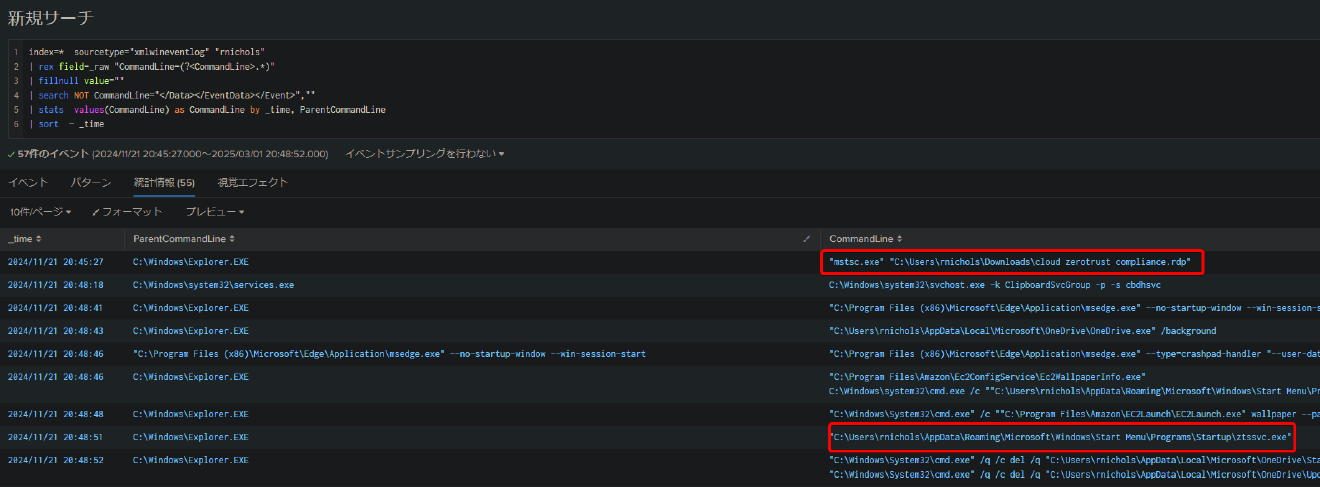 新規サーチ
1 index=* sourcetype="xmlwineventlog" "rnichols"
2 | rex field=_raw "CommandLine=(?<CommandLine>.*)"
3 | fillnull value=""
4 | search NOT CommandLine="</Data></EventData></Event>",""
5 | stats values(CommandLine) as CommandLine by _time, ParentCommandLine
6 | sort - _time
57件のイベント (2024/11/21 20:45:27.000～2025/03/01 20:48:52.000) イベントサンプリングを行わない
イベント パターン 統計情報 (55) 視覚エフェクト
10件/ページ フォーマット プレビュー
_time ParentCommandLine CommandLine
2024/11/21 20:45:27 C:\Windows\Explorer.EXE "mstsc.exe" "C:\Users\rnichols\Downloads\cloud zerotrust compliance.rdp"
2024/11/21 20:48:18 C:\Windows\system32\services.exe C:\Windows\system32\svchost.exe -k ClipboardSvcGroup -p -s cbdhsvc
2024/11/21 20:48:41 C:\Windows\Explorer.EXE "C:\Program Files (x86)\Microsoft\Edge\Application\msedge.exe" --no-startup-window --win-session-s
2024/11/21 20:48:43 C:\Windows\Explorer.EXE "C:\Users\rnichols\AppData\Local\Microsoft\OneDrive\OneDrive.exe" /background
2024/11/21 20:48:46 "C:\Program Files (x86)\Microsoft\Edge\Application\msedge.exe" --no-startup-window --win-session-start "C:\Program Files (x86)\Microsoft\Edge\Application\msedge.exe" --type=crashpad-handler "--user-dat
2024/11/21 20:48:46 C:\Windows\Explorer.EXE "C:\Program Files\Amazon\Ec2ConfigService\Ec2WallpaperInfo.exe"
C:\Windows\system32\cmd.exe /c ""C:\Users\rnichols\AppData\Roaming\Microsoft\Windows\Start Menu\Pr
2024/11/21 20:48:48 C:\Windows\Explorer.EXE "C:\Windows\System32\cmd.exe" /c ""C:\Program Files\Amazon\EC2Launch\EC2Launch.exe" wallpaper --pa
2024/11/21 20:48:51 C:\Windows\Explorer.EXE "C:\Users\rnichols\AppData\Roaming\Microsoft\Windows\Start Menu\Programs\Startup\ztssvc.exe"
2024/11/21 20:48:52 C:\Windows\Explorer.EXE "C:\Windows\System32\cmd.exe" /q /c del /q "C:\Users\rnichols\AppData\Local\Microsoft\OneDrive\Sta
"C:\Windows\System32\cmd.exe" /q /c del /q "C:\Users\rnichols\AppData\Local\Microsoft\OneDrive\Upd